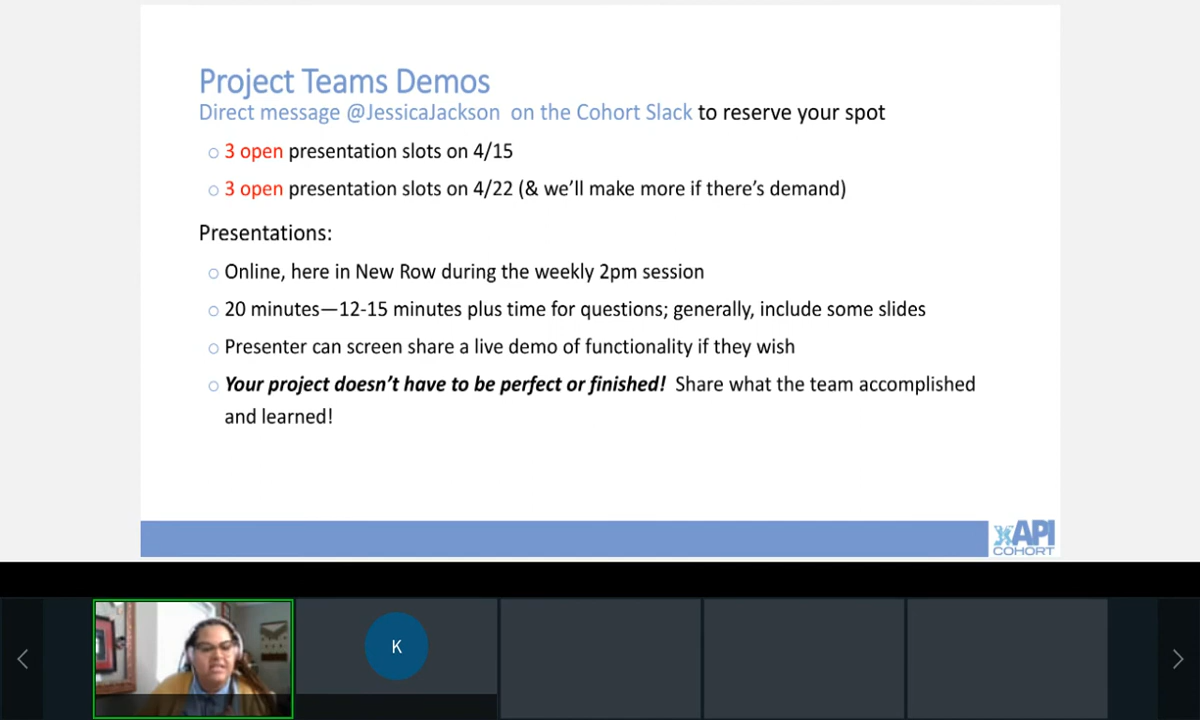 Project Teams Demos
Direct message @JessicaJackson on the Cohort Slack to reserve your spot
3 open presentation slots on 4/15
3 open presentation slots on 4/22 (& we'll make more if there's demand)
Presentations:
Online, here in New Row during the weekly 2pm session
20 minutes—12-15 minutes plus time for questions; generally, include some slides
Presenter can screen share a live demo of functionality if they wish
Your project doesn't have to be perfect or finished! Share what the team accomplished
and learned!
xAPI
COHORT
K